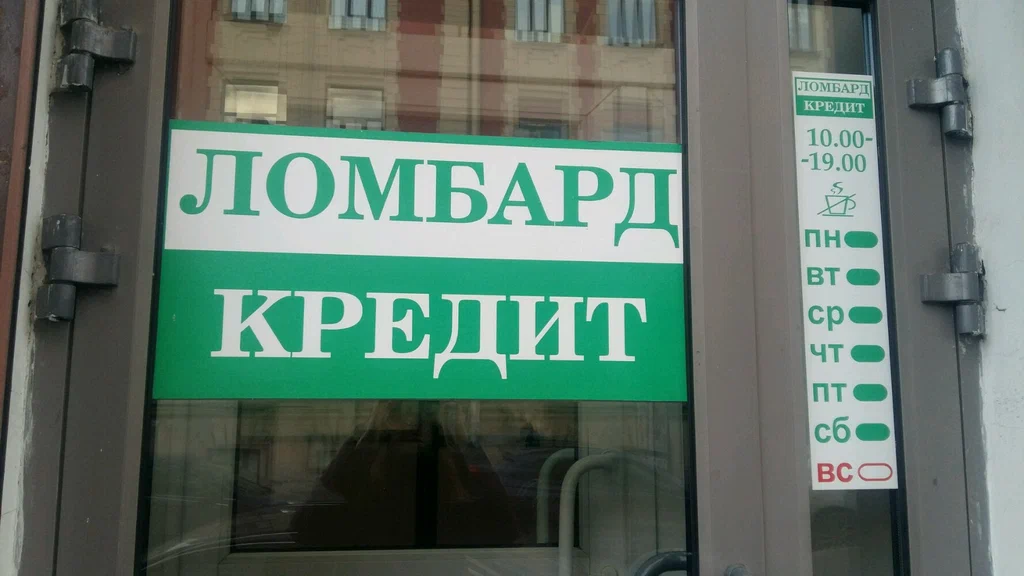 ЛОМБАРД
КРЕДИТ
ЛОМБАРД
КРЕДИТ
10.00-
-19.00
ПН
ВТ
СР
ЧТ
ПТ
СБ
ВС